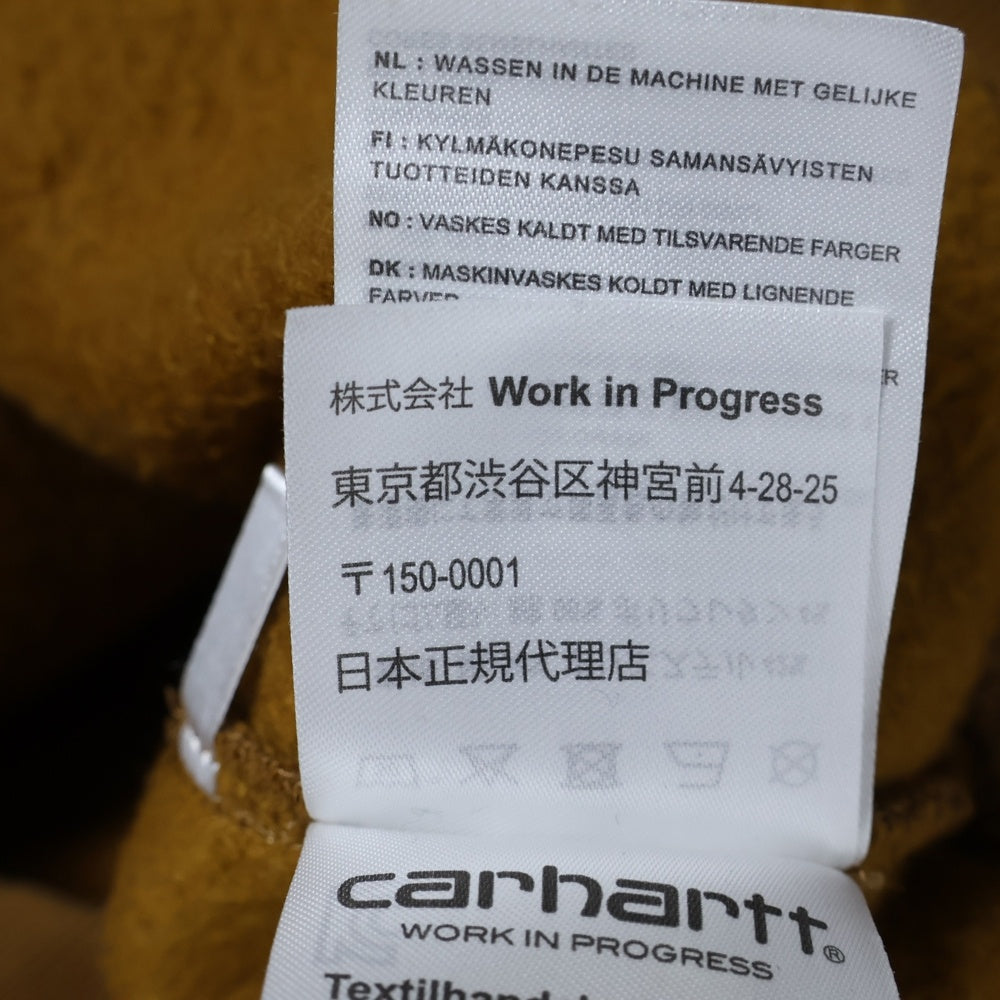 NL : WASSEN IN DE MACHINE MET GELIJKE
KLEUREN
FI : KYLMÄKONEPESU SAMANSÄVYISTEN
TUOTTEIDEN KANSSA
NO : VASKES KALDT MED TILSVARENDE FARGER
DK : MASKINVASKES KOLDT MED LIGNENDE
FARVER
株式会社 Work in Progress
東京都渋谷区神宮前4-28-25
〒150-0001
日本正規代理店
carhartt®
WORK IN PROGRESS